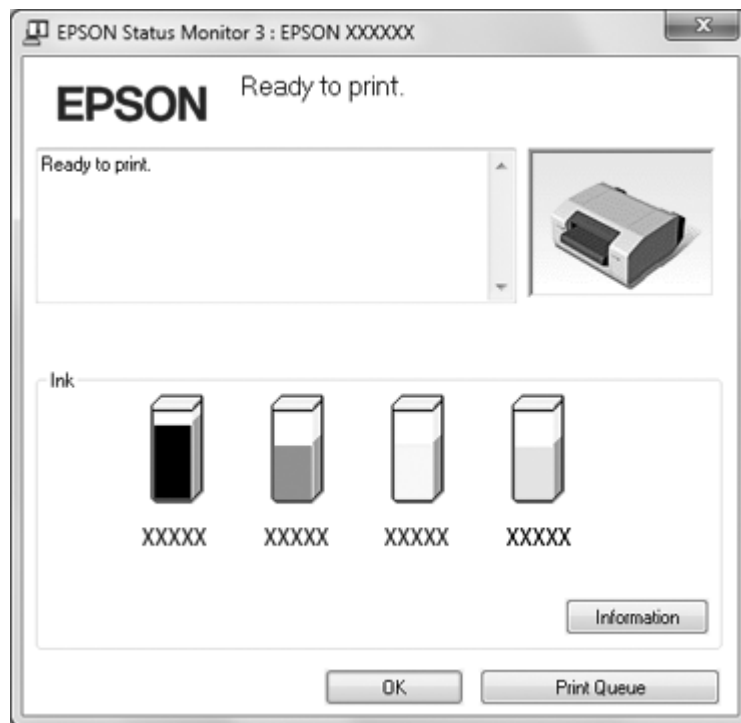 EPSON Status Monitor 3 : EPSON XXXXXX
EPSON
Ready to print.
Ready to print.
Ink
XXXXX XXXXX XXXXX XXXXX
Information
OK Print Queue